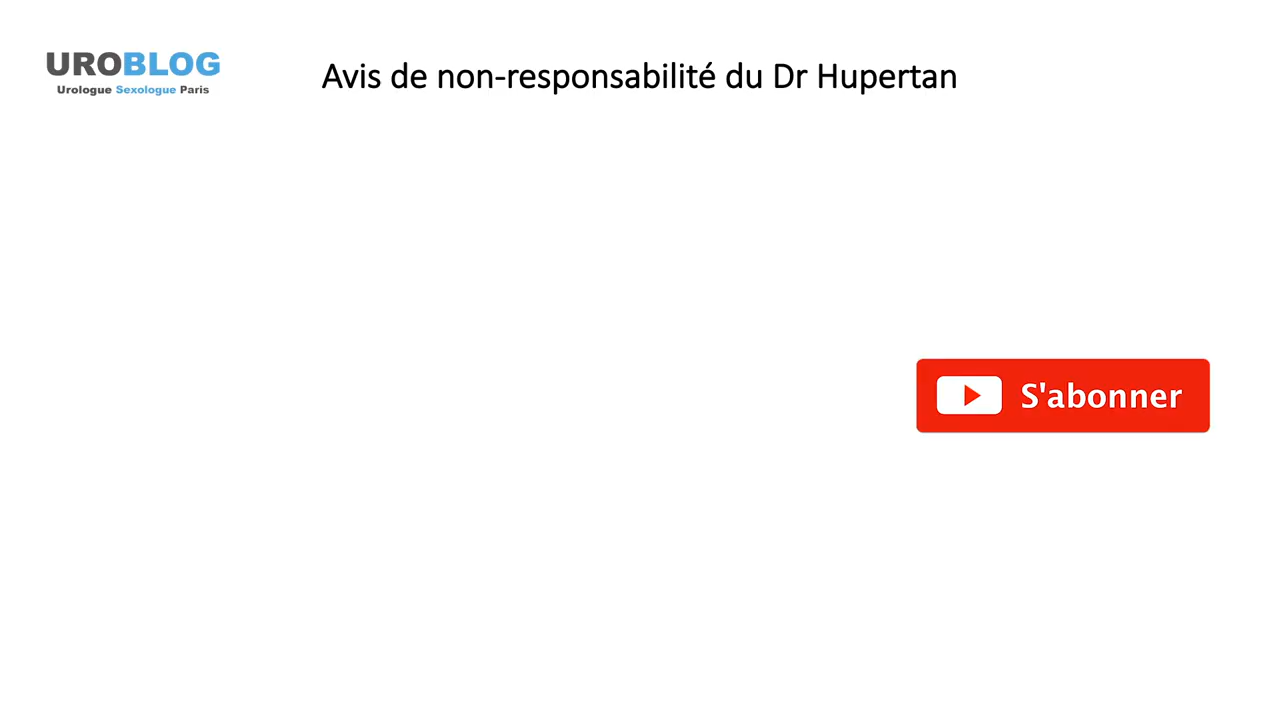 UROBLOG
Urologue Sexologue Paris
Avis de non-responsabilité du Dr Hupertan
S'abonner